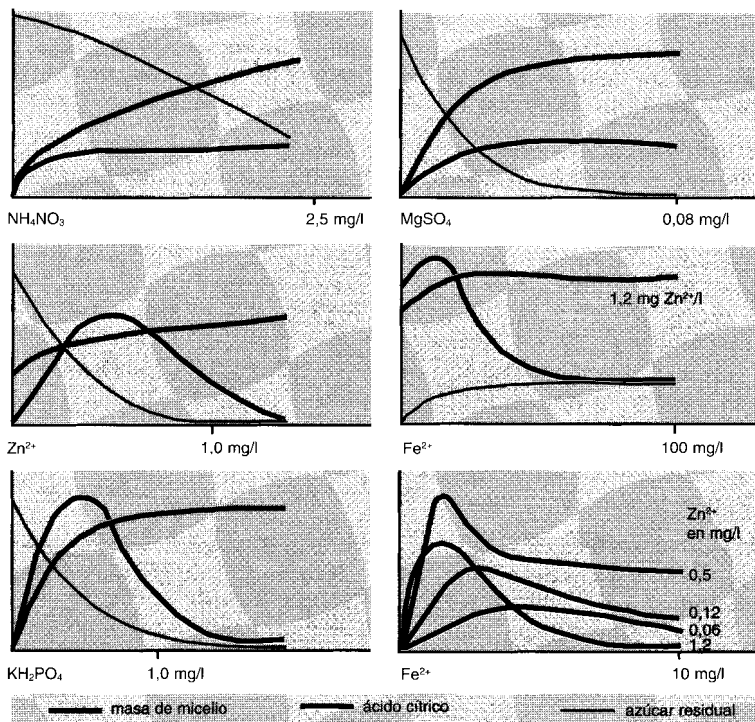 NH₄NO₃ 2,5 mg/l
MgSO₄ 0,08 mg/l
1,2 mg Zn²⁺/l
Zn²⁺ 1,0 mg/l
Fe²⁺ 100 mg/l
Zn²⁺
en mg/l
0,5
0,12
0,06
1,2
KH₂PO₄ 1,0 mg/l
Fe²⁺ 10 mg/l
masa de micelio ácido cítrico azúcar residual